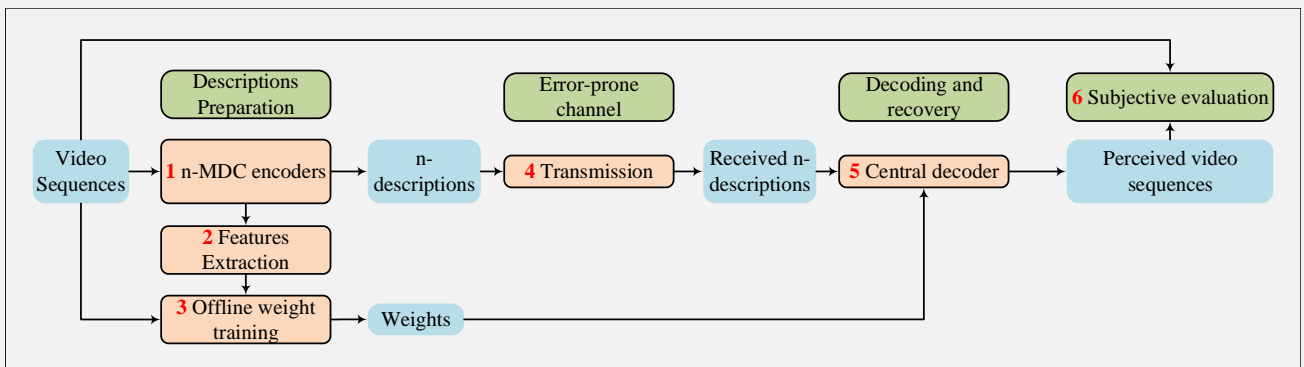 Descriptions
Preparation
Error-prone
channel
Decoding and
recovery
6 Subjective evaluation
Video
Sequences
1 n-MDC encoders
n-
descriptions
4 Transmission
Received n-
descriptions
5 Central decoder
Perceived video
sequences
2 Features
Extraction
3 Offline weight
training
Weights